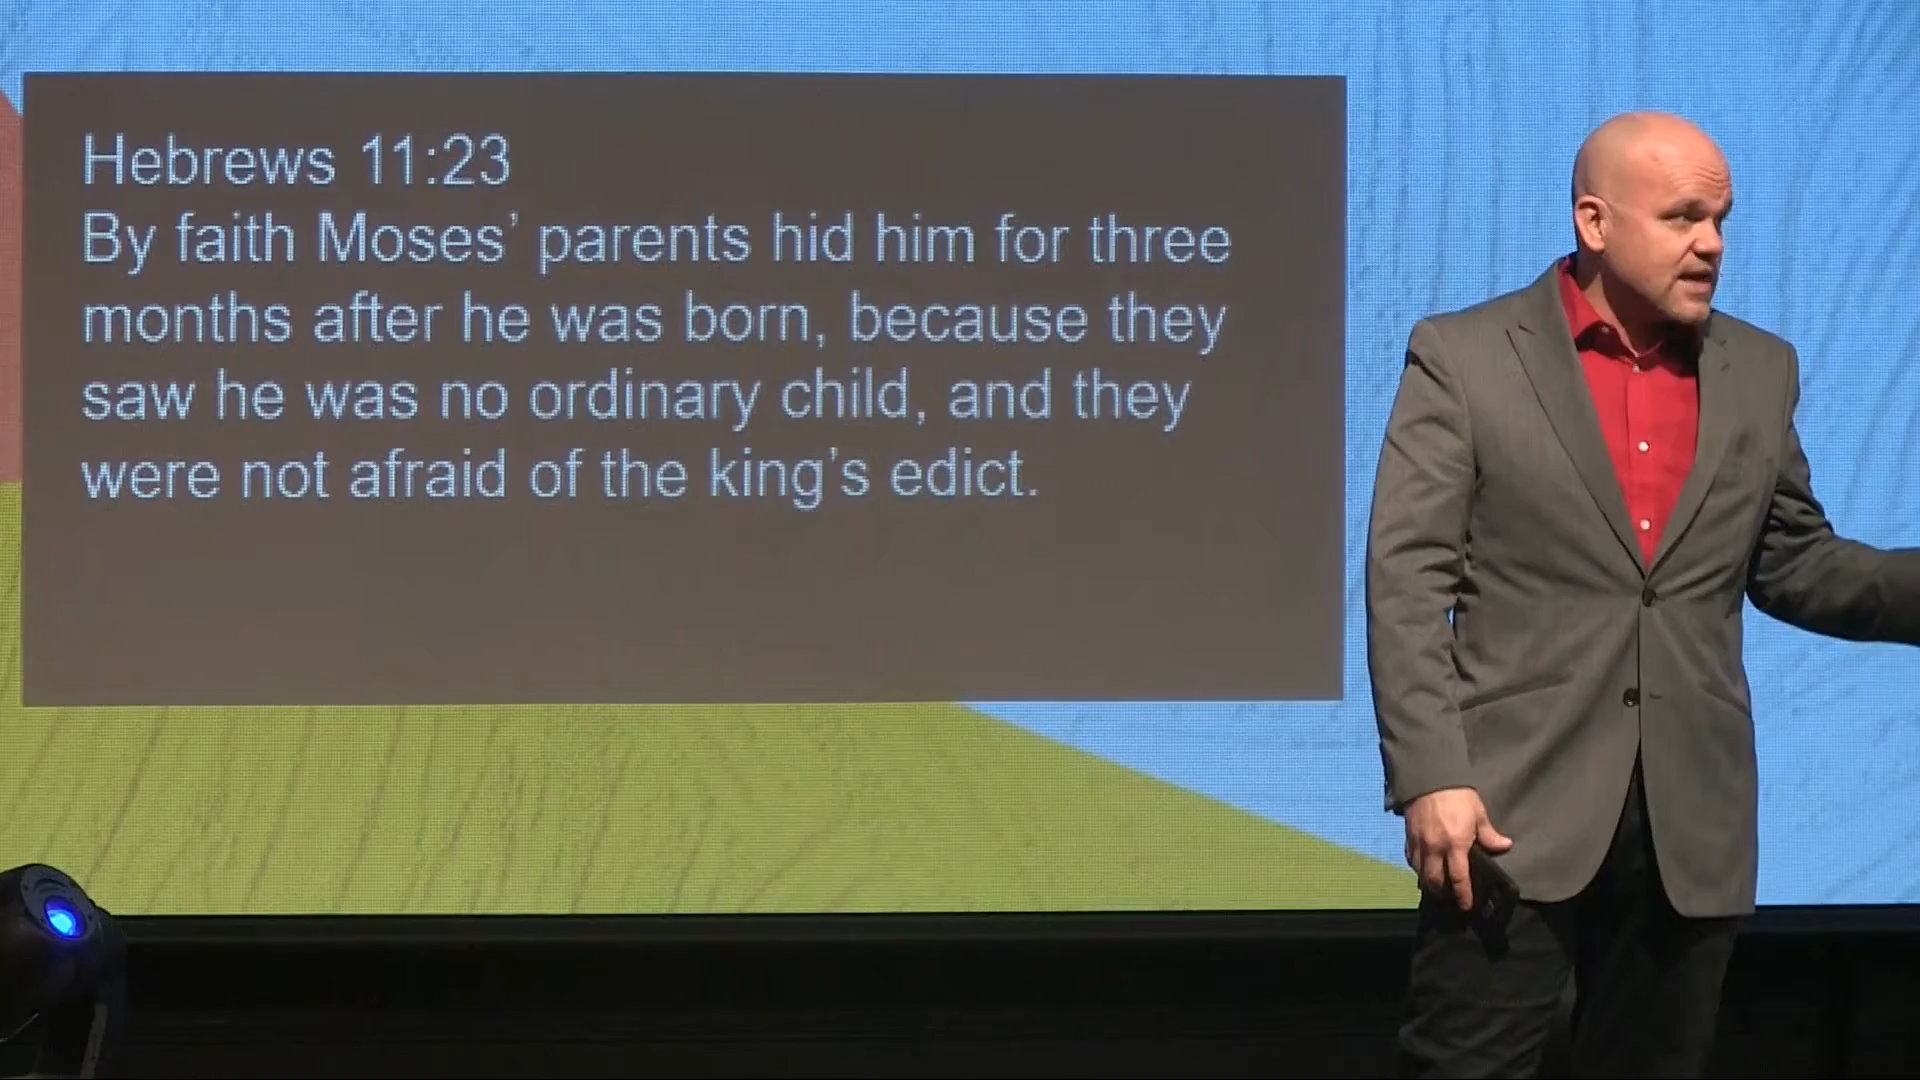 Hebrews 11:23
By faith Moses’ parents hid him for three
months after he was born, because they
saw he was no ordinary child, and they
were not afraid of the king’s edict.